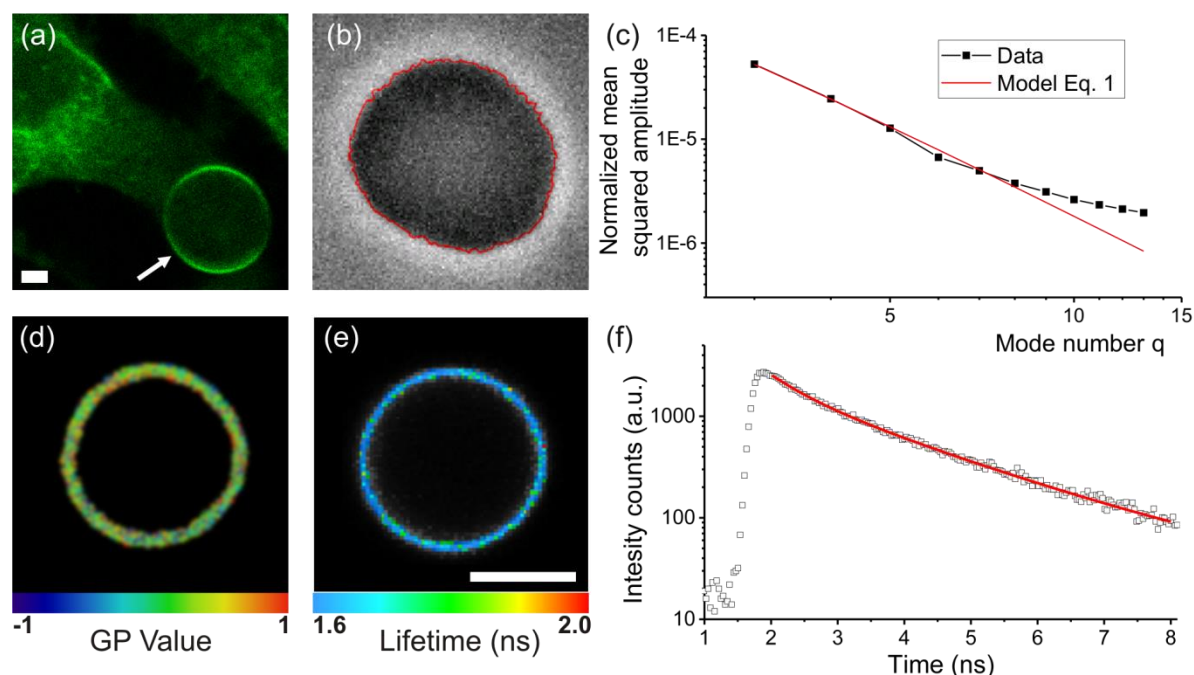 (a)
(b)
(c)
Normalized mean
squared amplitude
1E-4
1E-5
1E-6
Data
Model Eq. 1
5
10
15
Mode number q
(d)
-1
1
GP Value
(e)
1.6
2.0
Lifetime (ns)
(f)
Intesity counts (a.u.)
1000
100
10
1
2
3
4
5
6
7
8
Time (ns)